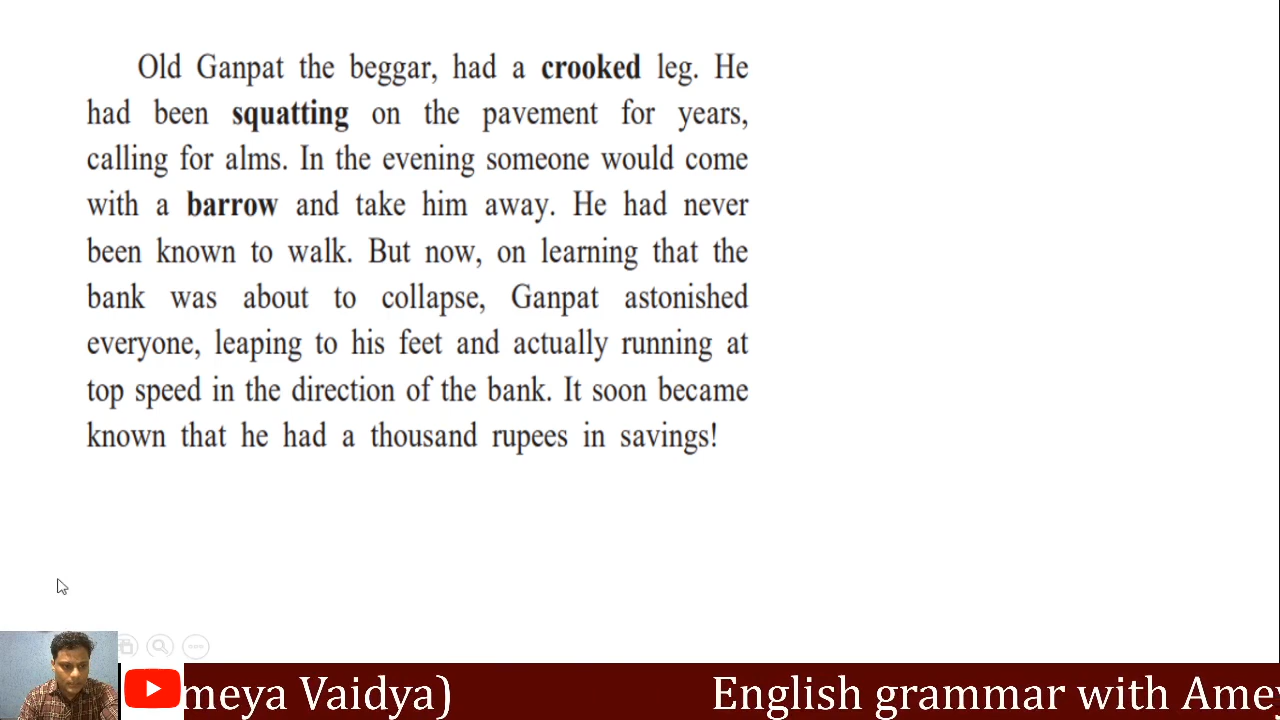 Old Ganpat the beggar, had a crooked leg. He
had been squatting on the pavement for years,
calling for alms. In the evening someone would come
with a barrow and take him away. He had never
been known to walk. But now, on learning that the
bank was about to collapse, Ganpat astonished
everyone, leaping to his feet and actually running at
top speed in the direction of the bank. It soon became
known that he had a thousand rupees in savings!
meya Vaidya) English grammar with Amey